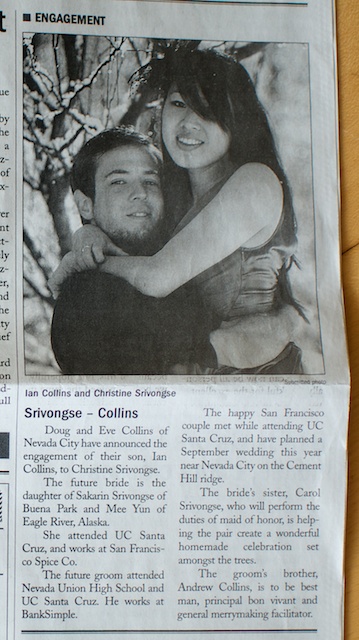 ENGAGEMENT
Ian Collins and Christine Srivongse
Srivongse – Collins
Doug and Eve Collins of
Nevada City have announced the
engagement of their son, Ian
Collins, to Christine Srivongse.
The future bride is the
daughter of Sakarin Srivongse of
Buena Park and Mee Yun of
Eagle River, Alaska.
She attended UC Santa
Cruz, and works at San Francis-
co Spice Co.
The future groom attended
Nevada Union High School and
UC Santa Cruz. He works at
BankSimple.
The happy San Francisco
couple met while attending UC
Santa Cruz, and have planned a
September wedding this year
near Nevada City on the Cement
Hill ridge.
The bride's sister, Carol
Srivongse, who will perform the
duties of maid of honor, is help-
ing the pair create a wonderful
homemade celebration set
amongst the trees.
The groom's brother,
Andrew Collins, is to be best
man, principal bon vivant and
general merrymaking facilitator.